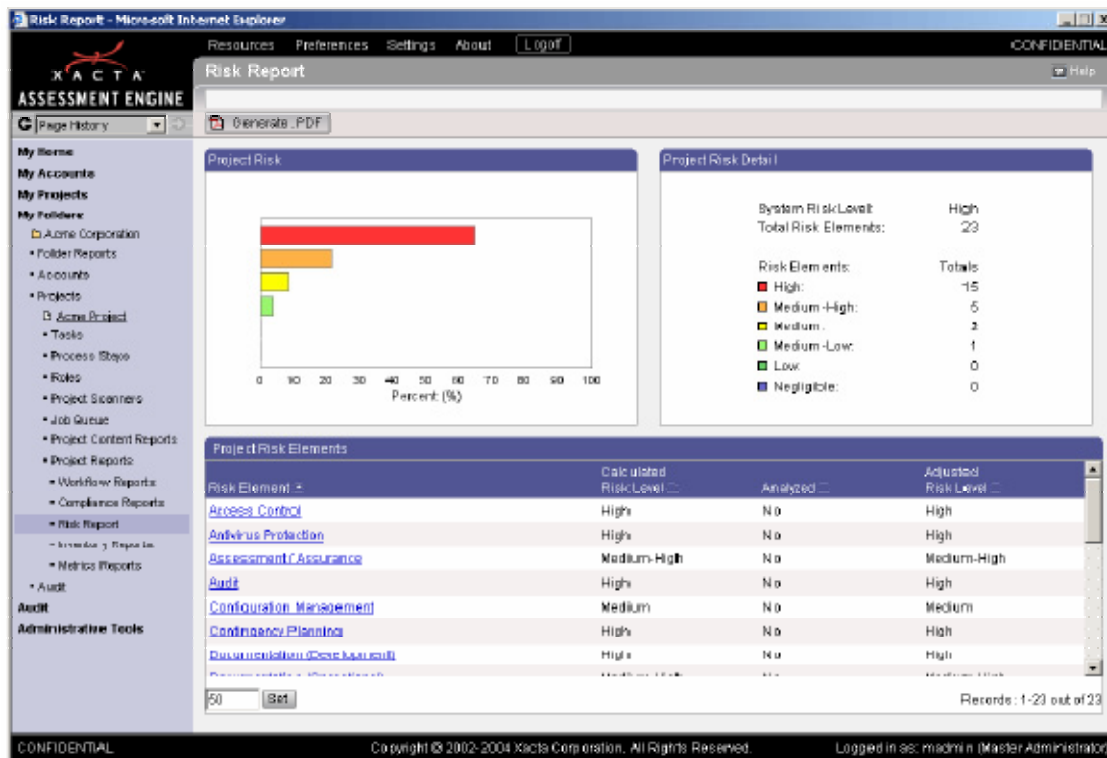 Risk Report - Microsoft Internet Explorer
Resources Preferences Settings About Logoff CONFIDENTIAL
XACTA
ASSESSMENT ENGINE
Risk Report Help
Page History
Generate .PDF
My Home
My Accounts
My Projects
My Folders
Acme Corporation
Folder Reports
Accounts
Projects
Acme Project
Tasks
Process Steps
Roles
Project Scanners
Job Queue
Project Content Reports
Project Reports
Workflow Reports
Compliance Reports
Risk Report
Inventory Reports
Metrics Reports
Audit
Audit
Administrative Tools
Project Risk
0 10 20 30 40 50 60 70 80 90 100
Percent (%)
Project Risk Detail
System Risk Level: High
Total Risk Elements: 23
Risk Elements: Totals
High: 15
Medium-High: 5
Medium: 2
Medium-Low: 1
Low: 0
Negligible: 0
Project Risk Elements
Risk Element Calculated Risk Level Analyzed Adjusted Risk Level
Access Control High No High
Antivirus Protection High No High
Assessment / Assurance Medium-High No Medium-High
Audit High No High
Configuration Management Medium No Medium
Contingency Planning High No High
Documentation (Development) High No High
50 Set Records: 1-23 out of 23
CONFIDENTIAL Copyright © 2002-2004 Xacta Corporation, All Rights Reserved. Logged in as: madmin (Master Administrator)